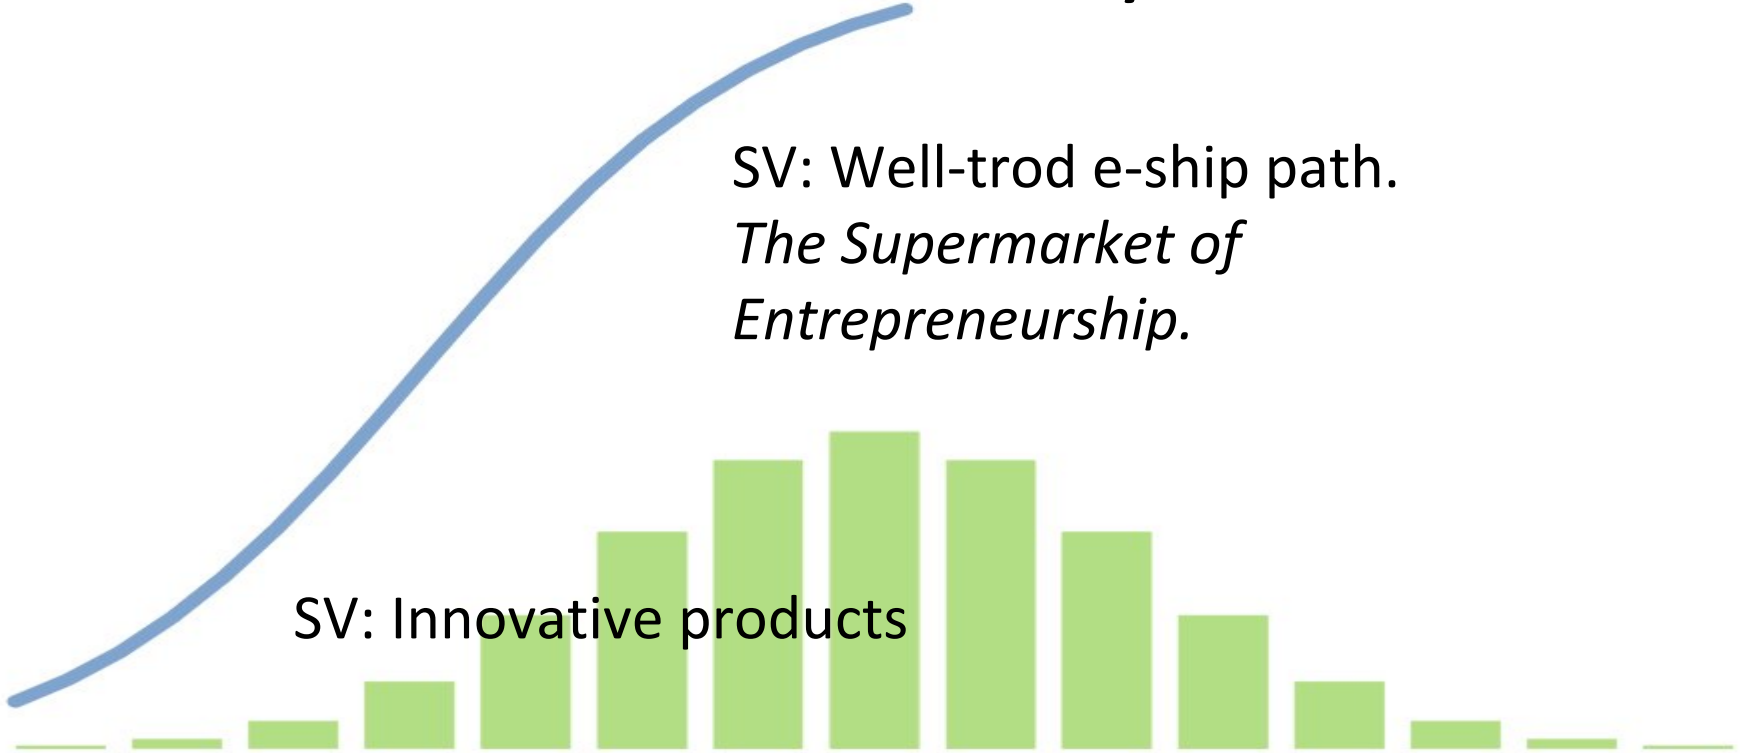 SV: Well-trod e-ship path.
The Supermarket of
Entrepreneurship.
SV: Innovative products